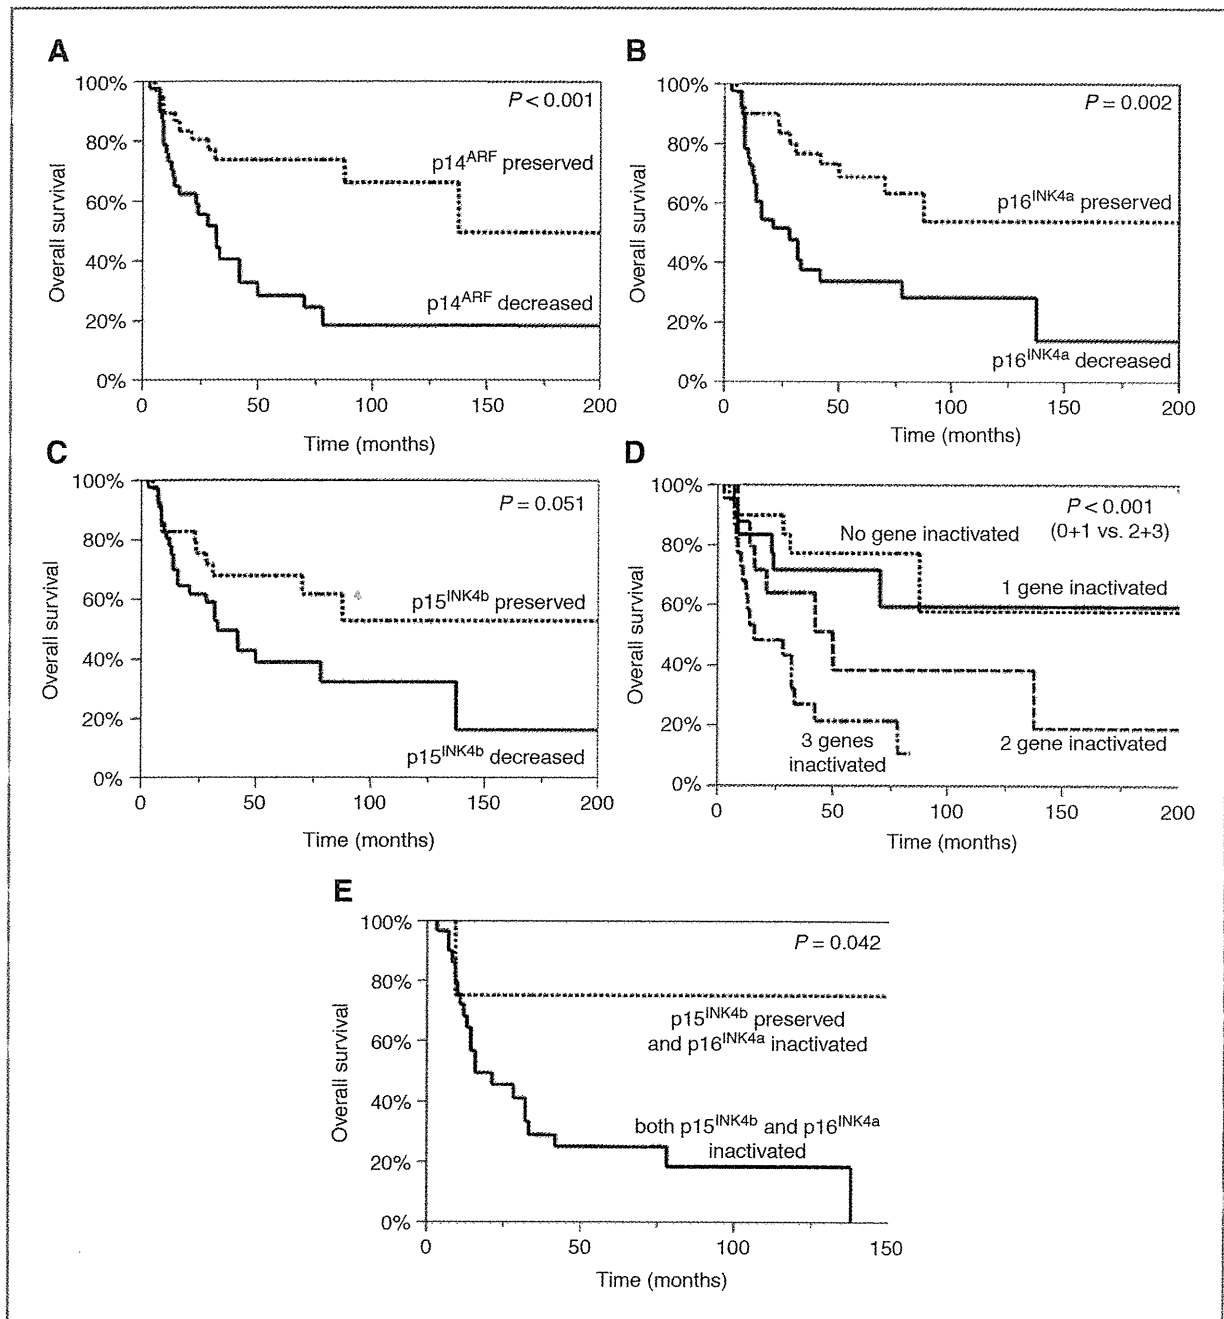 A
100%
80%
60%
40%
20%
0%
Overall survival
P < 0.001
p14ARF preserved
p14ARF decreased
0 50 100 150 200
Time (months)
B
100%
80%
60%
40%
20%
0%
Overall survival
P = 0.002
p16INK4a preserved
p16INK4a decreased
0 50 100 150 200
Time (months)
C
100%
80%
60%
40%
20%
0%
Overall survival
P = 0.051
p15INK4b preserved
p15INK4b decreased
0 50 100 150 200
Time (months)
D
100%
80%
60%
40%
20%
0%
Overall survival
P < 0.001
(0+1 vs. 2+3)
No gene inactivated
1 gene inactivated
3 genes
inactivated
2 gene inactivated
0 50 100 150 200
Time (months)
E
100%
80%
60%
40%
20%
0%
Overall survival
P = 0.042
p15INK4b preserved
and p16INK4a inactivated
both p15INK4b and p16INK4a
inactivated
0 50 100 150
Time (months)